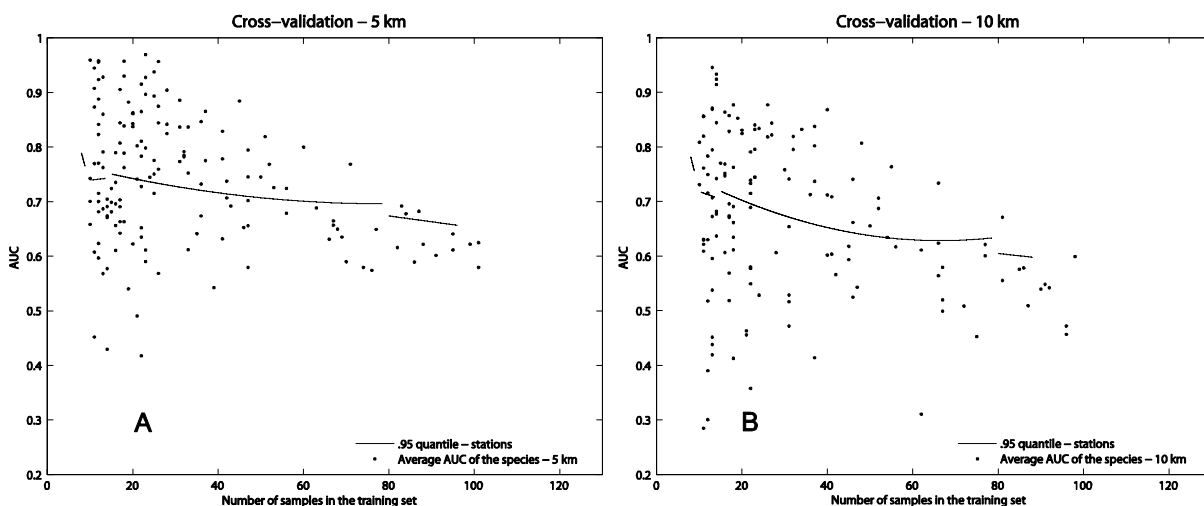 Cross-validation - 5 km
1
0.9
0.8
0.7
0.6
0.5
0.4
0.3
0.2
AUC
0
20
40
60
80
100
120
Number of samples in the training set
A
.95 quantile - stations
Average AUC of the species - 5 km
Cross-validation - 10 km
1
0.9
0.8
0.7
0.6
0.5
0.4
0.3
0.2
AUC
0
20
40
60
80
100
120
Number of samples in the training set
B
.95 quantile - stations
Average AUC of the species - 10 km